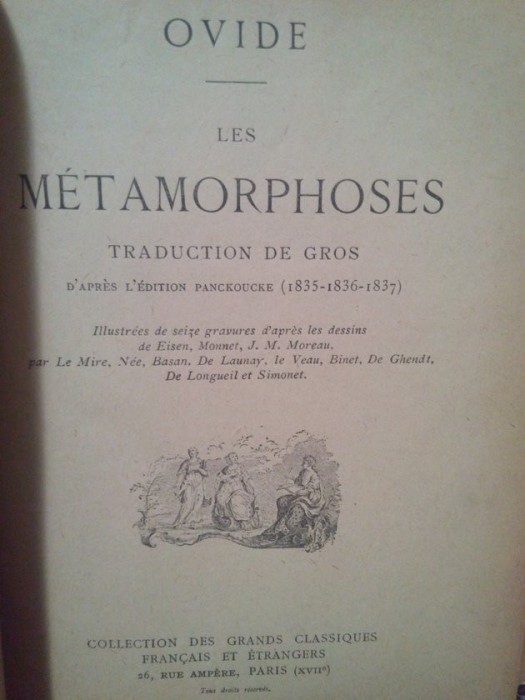 OVIDE
LES
MÉTAMORPHOSES
TRADUCTION DE GROS
D'APRÈS L'ÉDITION PANCKOUCKE (1835-1836-1837)
Illustrées de seize gravures d'après les dessins
de Eisen, Monnet, J. M. Moreau.
par Le Mire, Née, Basan, De Launay, le Veau, Binet, De Ghendt,
De Longueil et Simonet.
COLLECTION DES GRANDS CLASSIQUES
FRANÇAIS ET ÉTRANGERS
26, RUE AMPÈRE, PARIS (XVIIe)
Tous droits réservés.